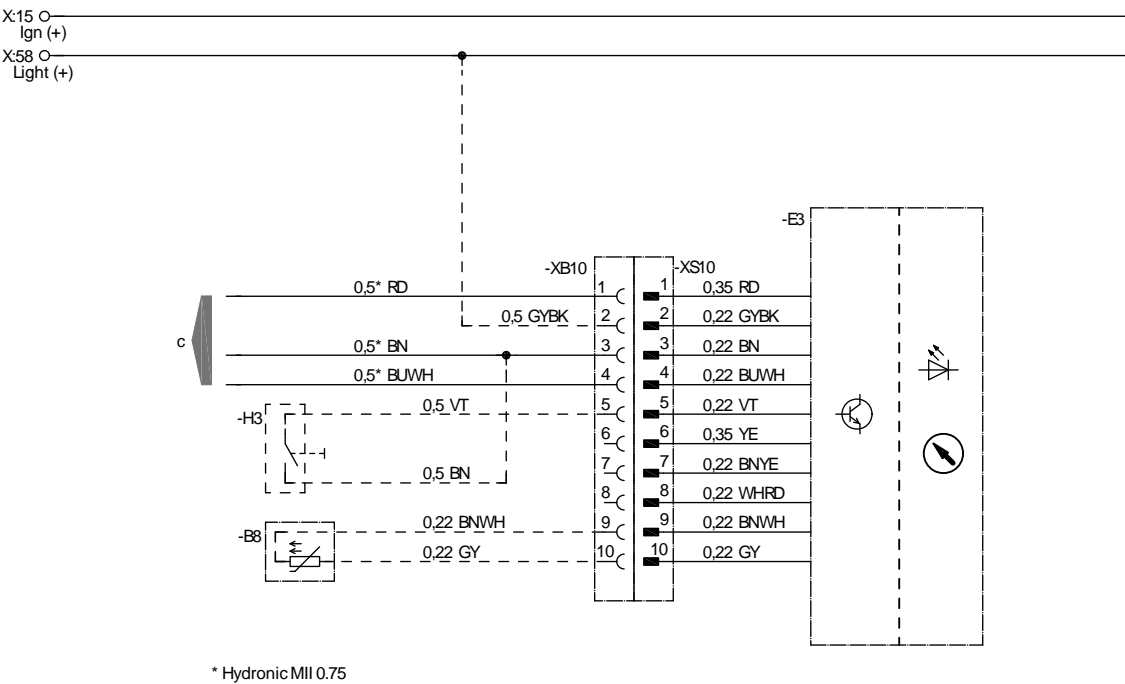 X:15
Ign (+)
X:58
Light (+)
-E3
-XB10 -XS10
0,5* RD 1 1 0,35 RD
0,5 GYBK 2 2 0,22 GYBK
c
0,5* BN 3 3 0,22 BN
0,5* BUWH 4 4 0,22 BUWH
-H3
0,5 VT 5 5 0,22 VT
6 6 0,35 YE
0,5 BN 7 7 0,22 BNYE
8 8 0,22 WHRD
-B8
0,22 BNWH 9 9 0,22 BNWH
0,22 GY 10 10 0,22 GY
* Hydronic MII 0.75